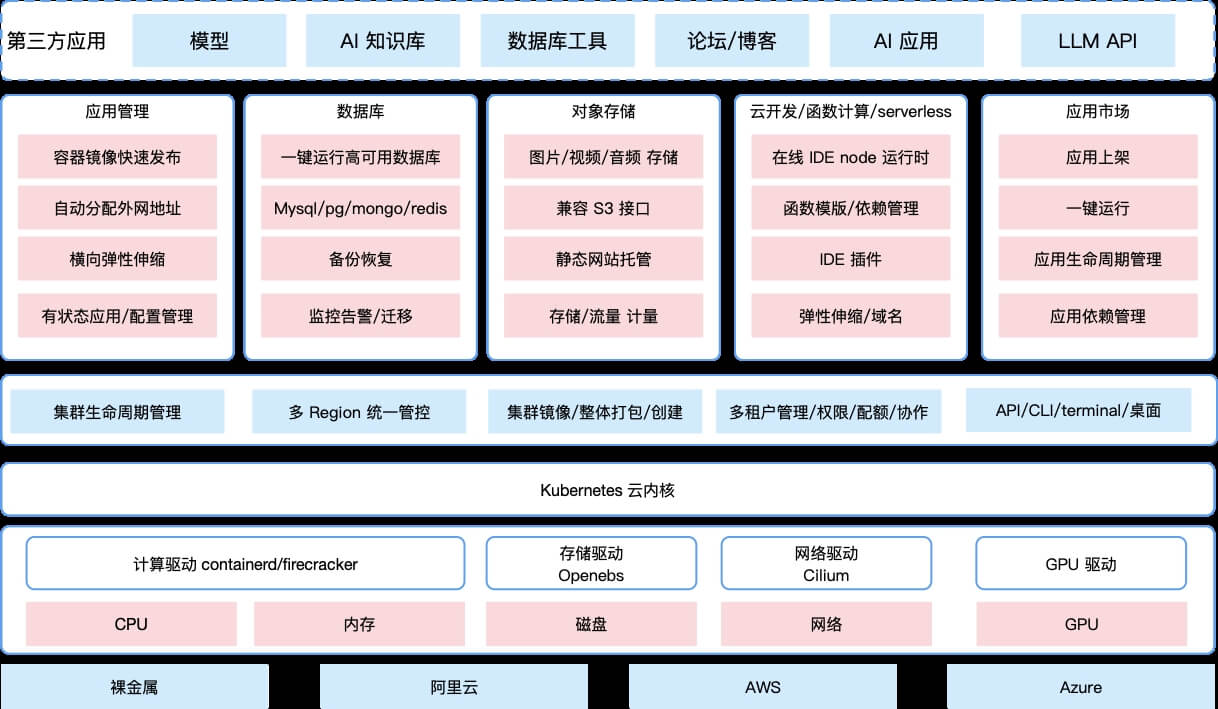 第三方应用
模型
AI 知识库
数据库工具
论坛/博客
AI 应用
LLM API
应用管理
容器镜像快速发布
自动分配外网地址
横向弹性伸缩
有状态应用/配置管理
数据库
一键运行高可用数据库
Mysql/pg/mongo/redis
备份恢复
监控告警/迁移
对象存储
图片/视频/音频 存储
兼容 S3 接口
静态网站托管
存储/流量 计量
云开发/函数计算/serverless
在线 IDE node 运行时
函数模版/依赖管理
IDE 插件
弹性伸缩/域名
应用市场
应用上架
一键运行
应用生命周期管理
应用依赖管理
集群生命周期管理
多 Region 统一管控
集群镜像/整体打包/创建
多租户管理/权限/配额/协作
API/CLI/terminal/桌面
Kubernetes 云内核
计算驱动 containerd/firecracker
存储驱动
Openebs
网络驱动
Cilium
GPU 驱动
CPU
内存
磁盘
网络
GPU
裸金属
阿里云
AWS
Azure